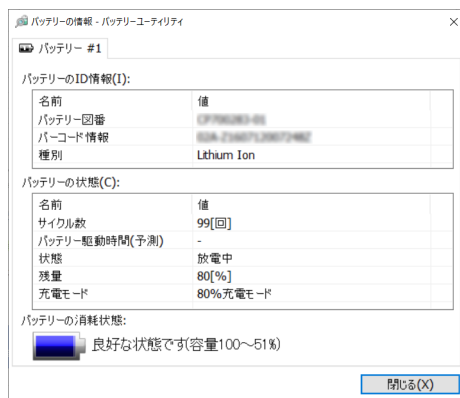 バッテリーの情報 - バッテリーユーティリティ
バッテリー #1
バッテリーのID情報(I):
名前 値
バッテリー図番
バーコード情報
種別 Lithium Ion
バッテリーの状態(C):
名前 値
サイクル数 99[回]
バッテリー駆動時間(予測) -
状態 放電中
残量 80[%]
充電モード 80%充電モード
バッテリーの消耗状態:
良好な状態です(容量100～51%)
閉じる(X)